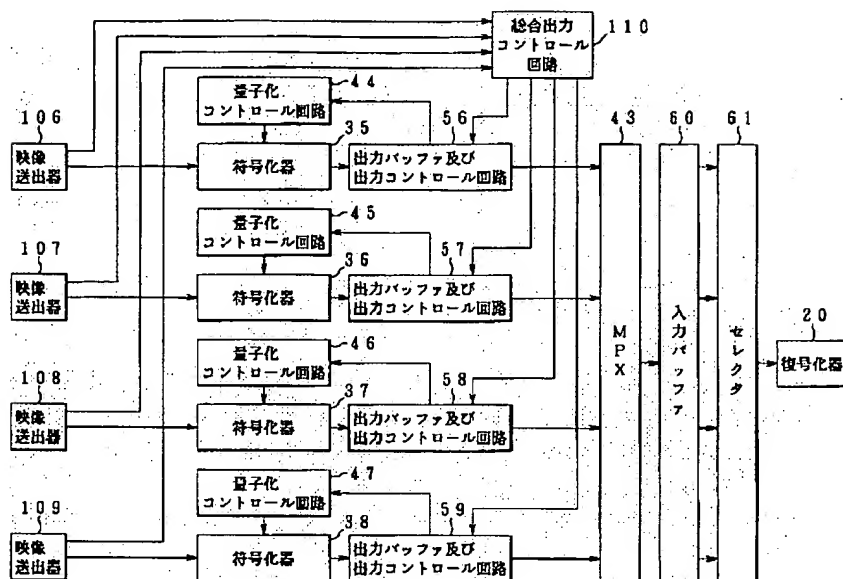 総合出力
コントロール
回路
110
量子化
コントロール回路
44
106
映像
送出器
35
符号化器
56
出力バッファ及び
出力コントロール回路
43
60
61
量子化
コントロール回路
45
107
映像
送出器
36
符号化器
57
出力バッファ及び
出力コントロール回路
MPX
入力バッファ
セレクタ
20
復号化器
量子化
コントロール回路
46
108
映像
送出器
37
符号化器
58
出力バッファ及び
出力コントロール回路
量子化
コントロール回路
47
109
映像
送出器
38
符号化器
59
出力バッファ及び
出力コントロール回路